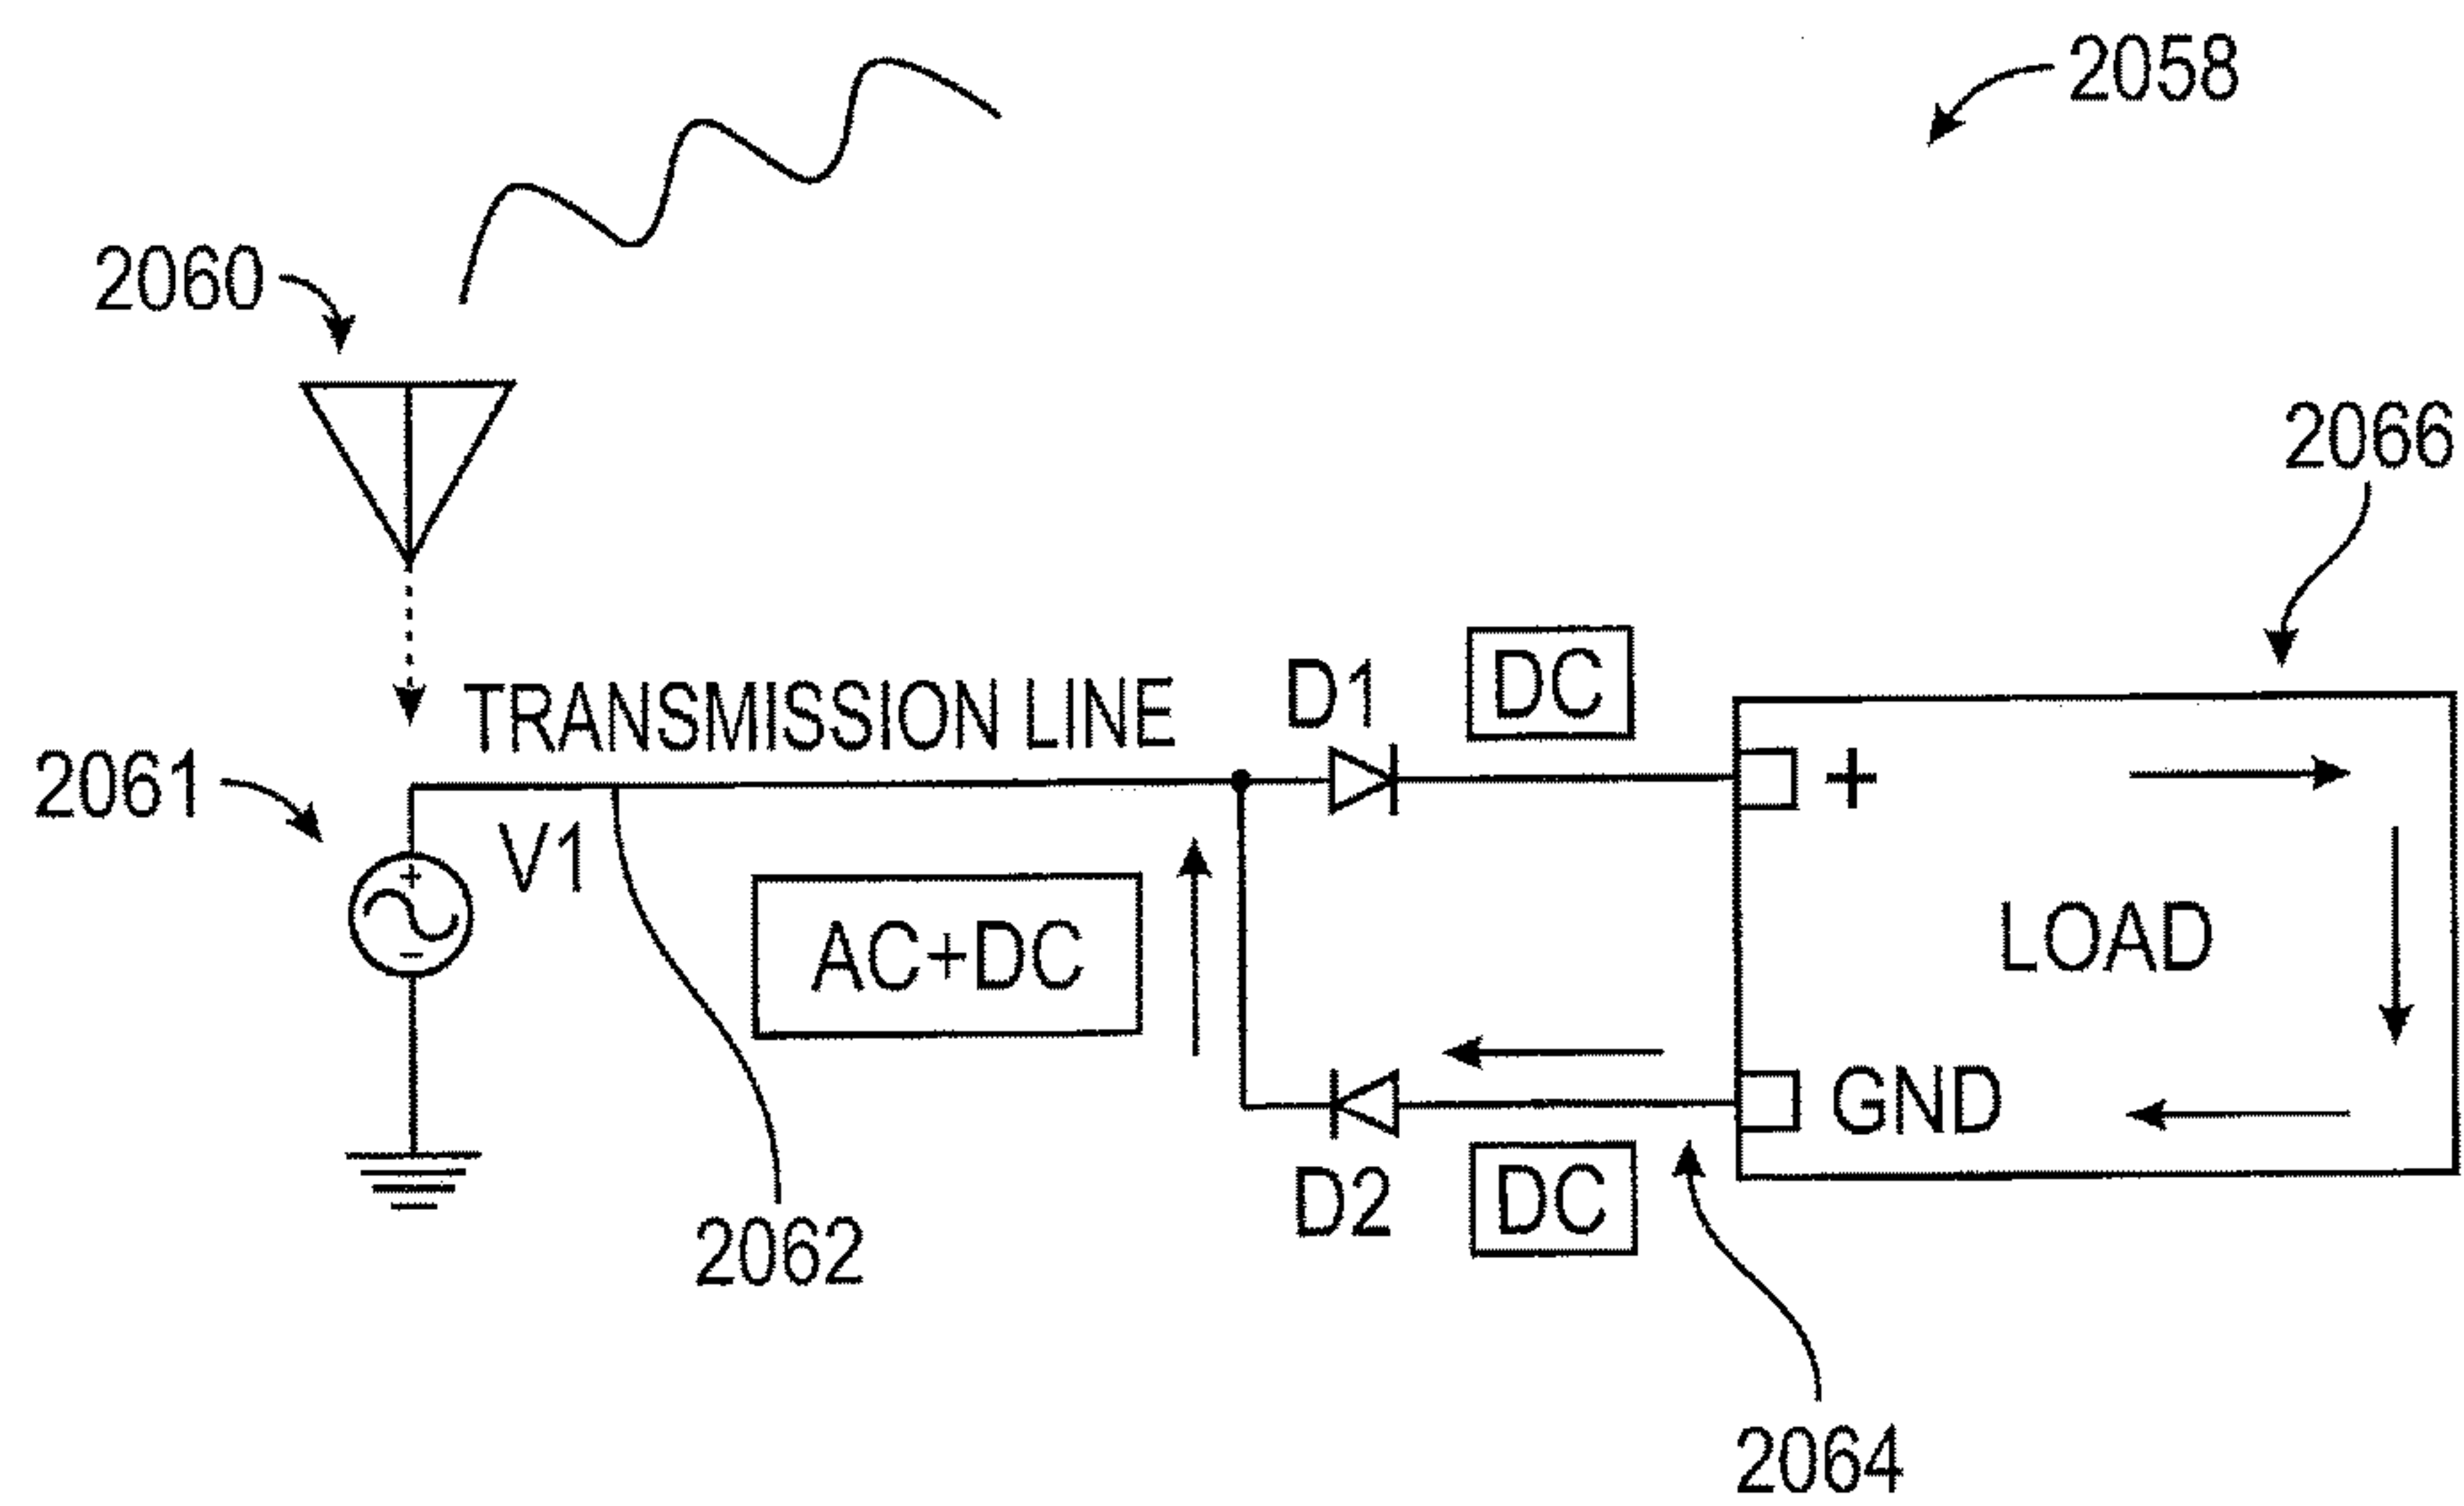 2058
2060
2066
TRANSMISSION LINE
D1
DC
2061
V1
+
+
-
AC+DC
LOAD
GND
D2
DC
2062
2064